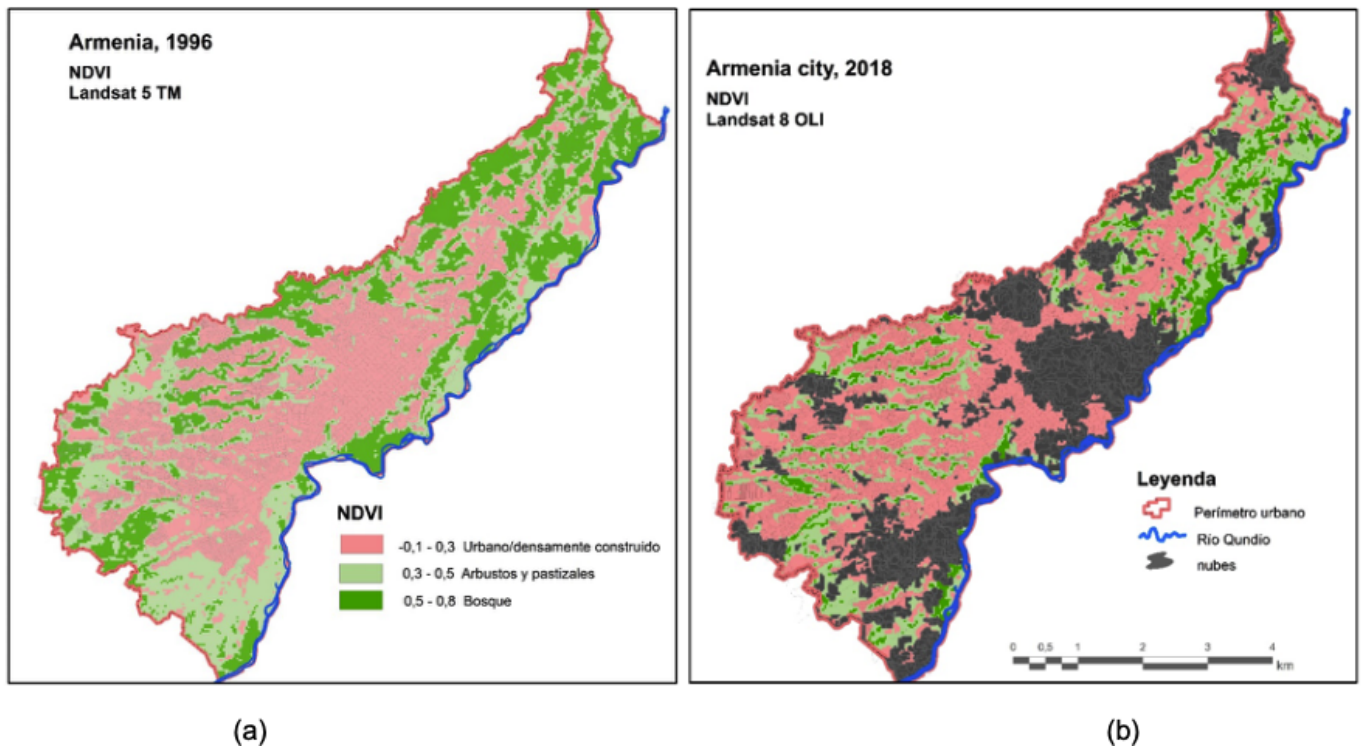 Armenia, 1996
NDVI
Landsat 5 TM
NDVI
-0,1 - 0,3 Urbano/densamente construido
0,3 - 0,5 Arbustos y pastizales
0,5 - 0,8 Bosque
(a)
Armenia city, 2018
NDVI
Landsat 8 OLI
Leyenda
Perímetro urbano
Río Qundío
nubes
0 0,5 1 2 3 4
km
(b)